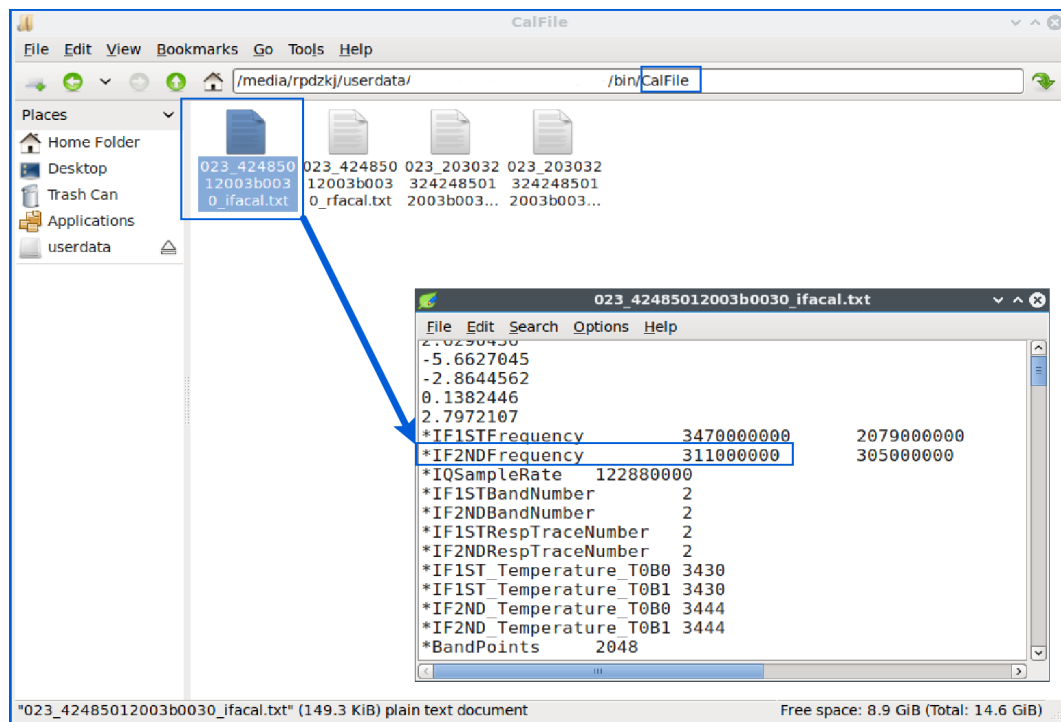 CalFile
File Edit View Bookmarks Go Tools Help
/media/rpdzkj/userdata/ /bin/CalFile
Places
Home Folder
Desktop
Trash Can
Applications
userdata
023_424850
12003b003
0_ifacal.txt
023_424850
12003b003
0_rfacal.txt
023_203032
324248501
2003b003...
023_203032
324248501
2003b003...
023_42485012003b0030_ifacal.txt
File Edit Search Options Help
-5.6627045
-2.8644562
0.1382446
2.7972107
*IF1STFrequency 3470000000 2079000000
*IF2NDFrequency 311000000 305000000
*IQSampleRate 122880000
*IF1STBandNumber 2
*IF2NDBandNumber 2
*IF1STRespTraceNumber 2
*IF2NDRespTraceNumber 2
*IF1ST_Temperature_T0B0 3430
*IF1ST_Temperature_T0B1 3430
*IF2ND_Temperature_T0B0 3444
*IF2ND_Temperature_T0B1 3444
*BandPoints 2048
"023_42485012003b0030_ifacal.txt" (149.3 KiB) plain text document
Free space: 8.9 GiB (Total: 14.6 GiB)